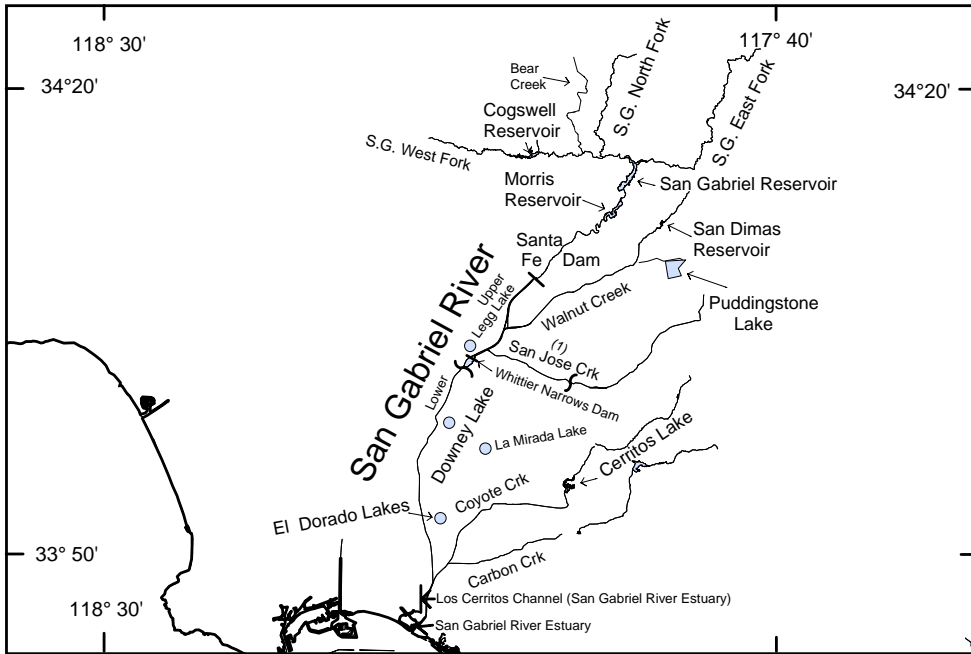 118° 30'
117° 40'
34° 20'
34° 20'
Bear
Creek
S.G. North Fork
S.G. East Fork
Cogswell
Reservoir
S.G. West Fork
Morris
Reservoir
San Gabriel Reservoir
San Dimas
Reservoir
Santa
Fe Dam
San Gabriel River
Upper
Legg Lake
Walnut Creek
Puddingstone
Lake
(1)
San Jose Crk
Whittier Narrows Dam
Lower
Downey Lake
La Mirada Lake
Cerritos Lake
Coyote Crk
El Dorado Lakes
33° 50'
Carbon Crk
118° 30'
Los Cerritos Channel (San Gabriel River Estuary)
San Gabriel River Estuary